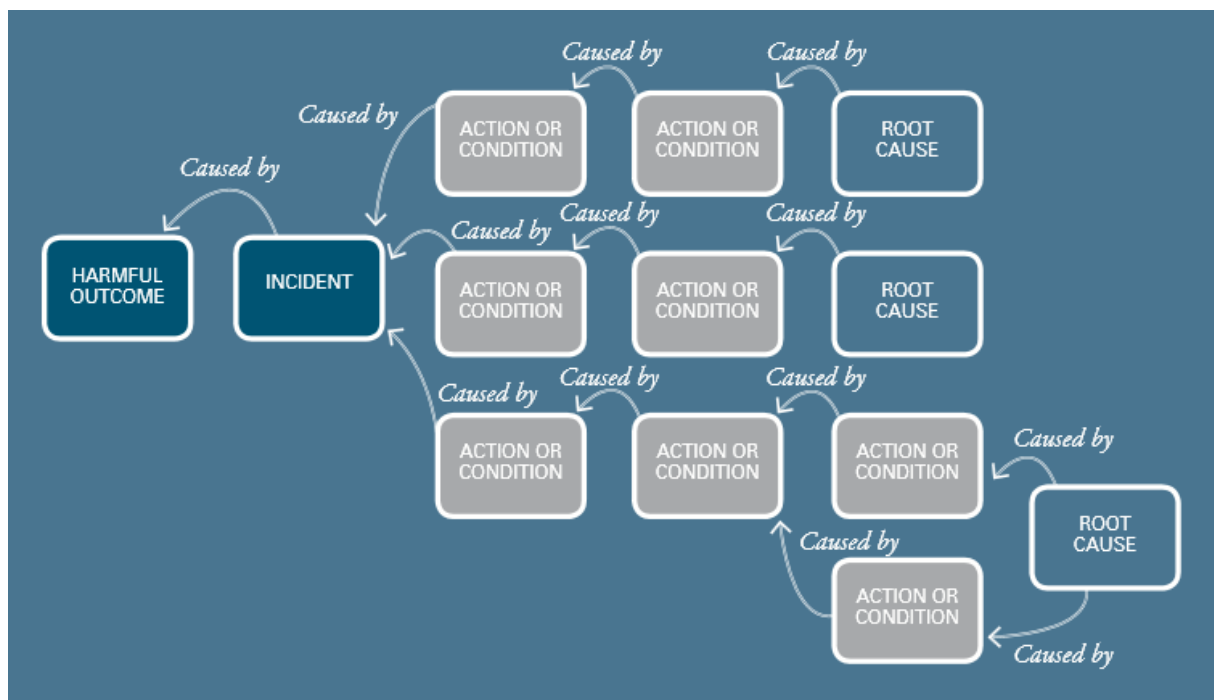 Caused by
Caused by
ACTION OR
CONDITION
ACTION OR
CONDITION
ROOT
CAUSE
Caused by
Caused by
HARMFUL
OUTCOME
INCIDENT
Caused by
Caused by
Caused by
ACTION OR
CONDITION
ACTION OR
CONDITION
ROOT
CAUSE
Caused by
Caused by
Caused by
ACTION OR
CONDITION
ACTION OR
CONDITION
ACTION OR
CONDITION
Caused by
ROOT
CAUSE
Caused by
ACTION OR
CONDITION
Caused by